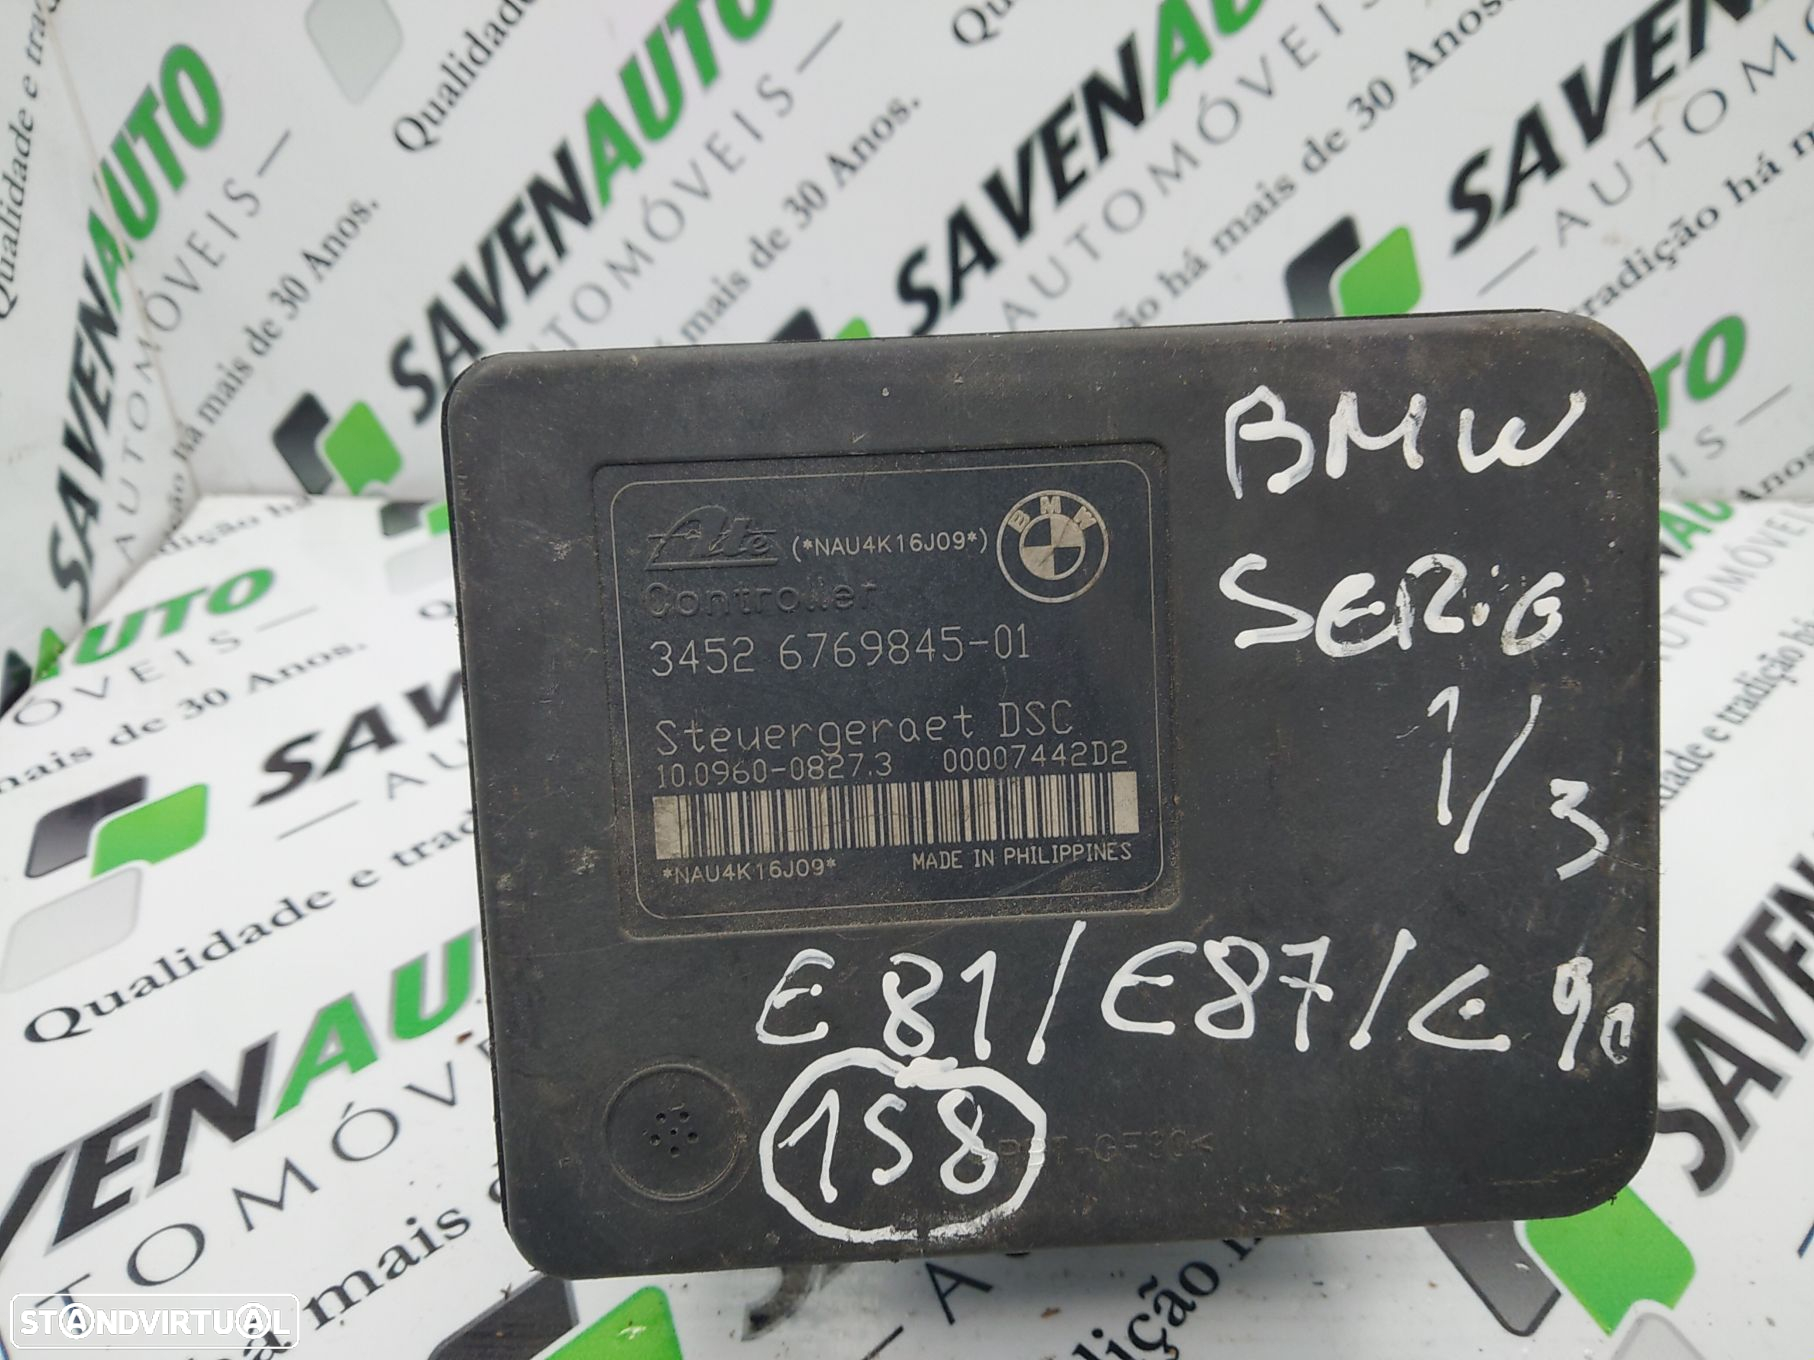 Ate (*NAU4K16J09*) BMW
Controller
3452 6769845-01
Steuergeraet DSC
10.0960-0827.3 00007442D2
*NAU4K16J09* MADE IN PHILIPPINES
BMW
SERiE
1/3
E81/E87/E90
158
SAVENAUTO
AUTOMÓVEIS
Qualidade e tradição há mais de 30 Anos.
STANDVIRTUAL